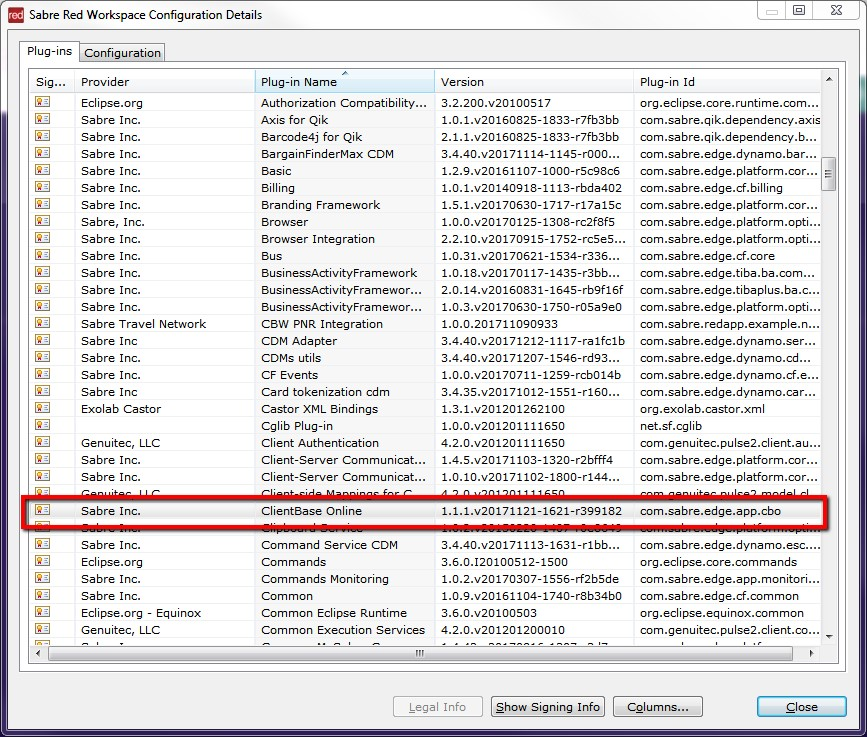 red Sabre Red Workspace Configuration Details
Plug-ins Configuration
Sig... Provider Plug-in Name Version Plug-in Id
Eclipse.org Authorization Compatibility... 3.2.200.v20100517 org.eclipse.core.runtime.com...
Sabre Inc. Axis for Qik 1.0.1.v20160825-1833-r7fb3bb com.sabre.qik.dependency.axis
Sabre Inc. Barcode4j for Qik 2.1.1.v20160825-1833-r7fb3bb com.sabre.qik.dependency.b...
Sabre Inc. BargainFinderMax CDM 3.4.40.v20171114-1145-r000... com.sabre.edge.dynamo.bar...
Sabre Inc. Basic 1.2.9.v20161107-1000-r5c98c6 com.sabre.edge.platform.cor...
Sabre Inc. Billing 1.0.1.v20140918-1113-rbda402 com.sabre.edge.cf.billing
Sabre Inc. Branding Framework 1.5.1.v20170630-1717-r17a15c com.sabre.edge.platform.cor...
Sabre, Inc. Browser 1.0.0.v20170125-1308-rc2f8f5 com.sabre.edge.platform.opti...
Sabre Inc. Browser Integration 2.2.10.v20170915-1752-rc5e5... com.sabre.edge.platform.opti...
Sabre Inc. Bus 1.0.31.v20170621-1534-r336... com.sabre.edge.cf.core
Sabre Inc. BusinessActivityFramework 1.0.18.v20170117-1435-r3bb... com.sabre.edge.tiba.ba.com...
Sabre Inc. BusinessActivityFramewor... 2.0.14.v20160831-1645-rb9f16f com.sabre.edge.tibaplus.ba.c...
Sabre Inc. BusinessActivityFramewor... 1.0.3.v20170630-1750-r05a9e0 com.sabre.edge.platform.opti...
Sabre Travel Network CBW PNR Integration 1.0.0.201711090933 com.sabre.redapp.example.n...
Sabre Inc CDM Adapter 3.4.40.v20171212-1117-ra1fc1b com.sabre.edge.dynamo.ser...
Sabre Inc. CDMs utils 3.4.40.v20171207-1546-rd93... com.sabre.edge.dynamo.cd...
Sabre Inc. CF Events 1.0.0.v20170711-1259-rcb014b com.sabre.edge.dynamo.cf.e...
Sabre Inc Card tokenization cdm 3.4.35.v20171012-1551-r160... com.sabre.edge.dynamo.car...
Exolab Castor Castor XML Bindings 1.3.1.v201201262100 org.exolab.castor.xml
Cglib Plug-in 1.0.0.v201201111650 net.sf.cglib
Genuitec, LLC Client Authentication 4.2.0.v201201111650 com.genuitec.pulse2.client.au...
Sabre Inc. Client-Server Communicat... 1.4.5.v20171103-1320-r2bfff4 com.sabre.edge.platform.cor...
Sabre Inc. Client-Server Communicat... 1.0.10.v20171102-1800-r144... com.sabre.edge.platform.cor...
Genuitec, LLC Client-side Mappings for C... 4.2.0.v201201111650 com.genuitec.pulse2.model.cl...
Sabre Inc. ClientBase Online 1.1.1.v20171121-1621-r399182 com.sabre.edge.app.cbo
Sabre Inc. Clipboard Service
Sabre Inc. Command Service CDM 3.4.40.v20171113-1631-r1bb... com.sabre.edge.dynamo.esc....
Eclipse.org Commands 3.6.0.I20100512-1500 org.eclipse.core.commands
Sabre Inc. Commands Monitoring 1.0.2.v20170307-1556-rf2b5de com.sabre.edge.app.monitori...
Sabre Inc. Common 1.0.9.v20161104-1740-r8b34b0 com.sabre.edge.cf.common
Eclipse.org - Equinox Common Eclipse Runtime 3.6.0.v20100503 org.eclipse.equinox.common
Genuitec, LLC Common Execution Services 4.2.0.v201201200010 com.genuitec.pulse2.client.co...
Legal Info Show Signing Info Columns... Close